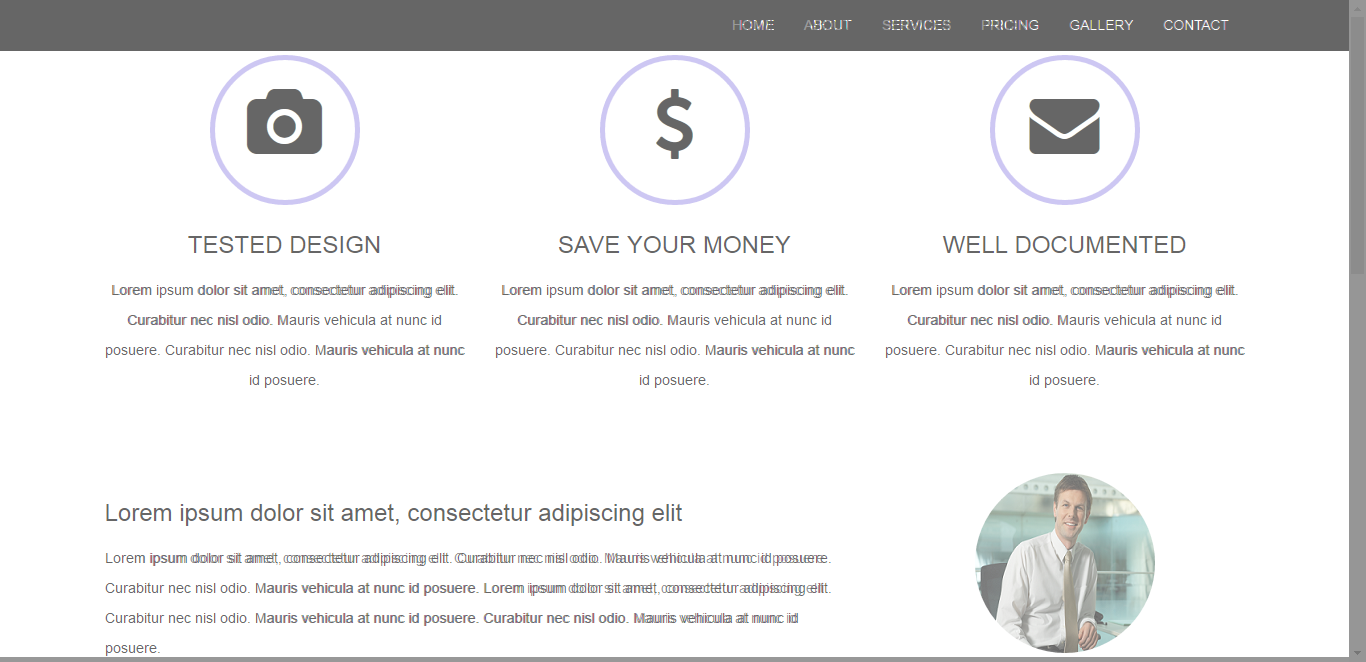 HOME ABOUT SERVICES PRICING GALLERY CONTACT
$
TESTED DESIGN
Lorem ipsum dolor sit amet, consectetur adipiscing elit.
Curabitur nec nisl odio. Mauris vehicula at nunc id
posuere. Curabitur nec nisl odio. Mauris vehicula at nunc
id posuere.
SAVE YOUR MONEY
Lorem ipsum dolor sit amet, consectetur adipiscing elit.
Curabitur nec nisl odio. Mauris vehicula at nunc id
posuere. Curabitur nec nisl odio. Mauris vehicula at nunc
id posuere.
WELL DOCUMENTED
Lorem ipsum dolor sit amet, consectetur adipiscing elit.
Curabitur nec nisl odio. Mauris vehicula at nunc id
posuere. Curabitur nec nisl odio. Mauris vehicula at nunc
id posuere.
Lorem ipsum dolor sit amet, consectetur adipiscing elit
Lorem ipsum dolor sit amet, consectetur adipiscing elit. Curabitur nec nisl odio. Mauris vehicula at nunc id posuere.
Curabitur nec nisl odio. Mauris vehicula at nunc id posuere. Lorem ipsum dolor sit amet, consectetur adipiscing elit.
Curabitur nec nisl odio. Mauris vehicula at nunc id posuere. Curabitur nec nisl odio. Mauris vehicula at nunc id
posuere.